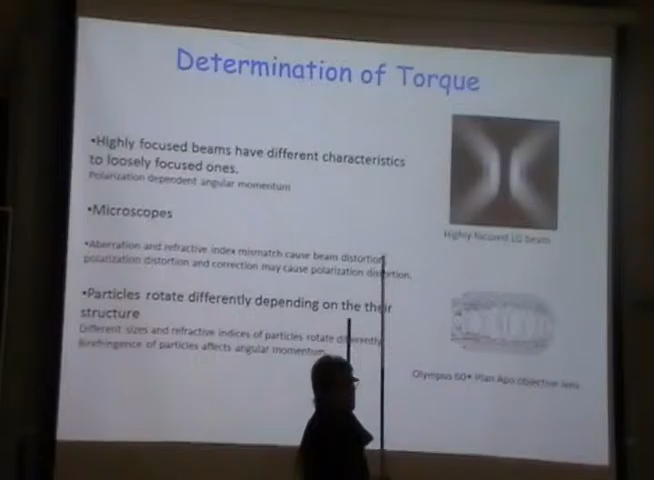 Determination of Torque
•Highly focused beams have different characteristics
to loosely focused ones.
Polarization dependent angular momentum
•Microscopes
•Aberration and refractive index mismatch cause beam distortion
polarization distortion and correction may cause polarization distortion.
•Particles rotate differently depending on the their
structure
Different sizes and refractive indices of particles rotate differently
Birefringence of particles affects angular momentum
Highly focused LG beam
Olympus 60* Plan Apo objective lens